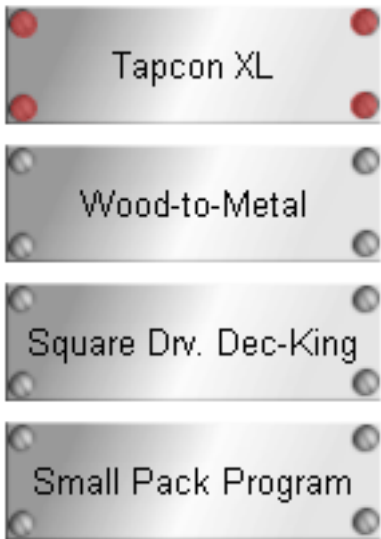 Tapcon XL
Wood-to-Metal
Square Drv. Dec-King
Small Pack Program